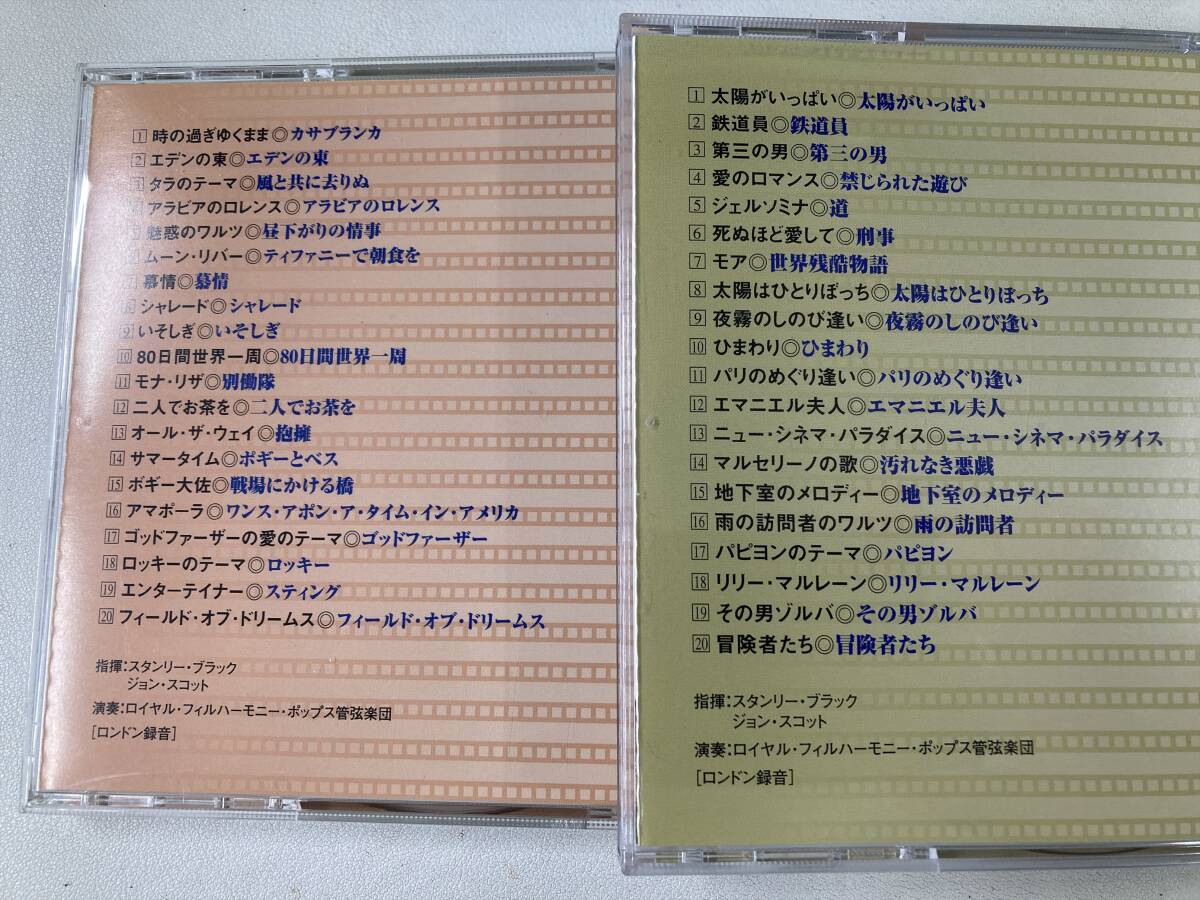 1 時の過ぎゆくまま◎カサブランカ
2 エデンの東◎エデンの東
3 タラのテーマ◎風と共に去りぬ
4 アラビアのロレンス◎アラビアのロレンス
5 魅惑のワルツ◎昼下がりの情事
6 ムーン・リバー◎ティファニーで朝食を
7 慕情◎慕情
8 シャレード◎シャレード
9 いそしぎ◎いそしぎ
10 80日間世界一周◎80日間世界一周
11 モナ・リザ◎別働隊
12 二人でお茶を◎二人でお茶を
13 オール・ザ・ウェイ◎抱擁
14 サマータイム◎ポギーとベス
15 ボギー大佐◎戦場にかける橋
16 アマポーラ◎ワンス・アポン・ア・タイム・イン・アメリカ
17 ゴッドファーザーの愛のテーマ◎ゴッドファーザー
18 ロッキーのテーマ◎ロッキー
19 エンターテイナー◎スティング
20 フィールド・オブ・ドリームス◎フィールド・オブ・ドリームス
指揮:スタンリー・ブラック
ジョン・スコット
演奏:ロイヤル・フィルハーモニー・ポップス管弦楽団
[ロンドン録音]
1 太陽がいっぱい◎太陽がいっぱい
2 鉄道員◎鉄道員
3 第三の男◎第三の男
4 愛のロマンス◎禁じられた遊び
5 ジェルソミナ◎道
6 死ぬほど愛して◎刑事
7 モア◎世界残酷物語
8 太陽はひとりぼっち◎太陽はひとりぼっち
9 夜霧のしのび逢い◎夜霧のしのび逢い
10 ひまわり◎ひまわり
11 パリのめぐり逢い◎パリのめぐり逢い
12 エマニエル夫人◎エマニエル夫人
13 ニュー・シネマ・パラダイス◎ニュー・シネマ・パラダイス
14 マルセリーノの歌◎汚れなき悪戯
15 地下室のメロディー◎地下室のメロディー
16 雨の訪問者のワルツ◎雨の訪問者
17 パピヨンのテーマ◎パピヨン
18 リリー・マルレーン◎リリー・マルレーン
19 その男ゾルバ◎その男ゾルバ
20 冒険者たち◎冒険者たち
指揮:スタンリー・ブラック
ジョン・スコット
演奏:ロイヤル・フィルハーモニー・ポップス管弦楽団
[ロンドン録音]